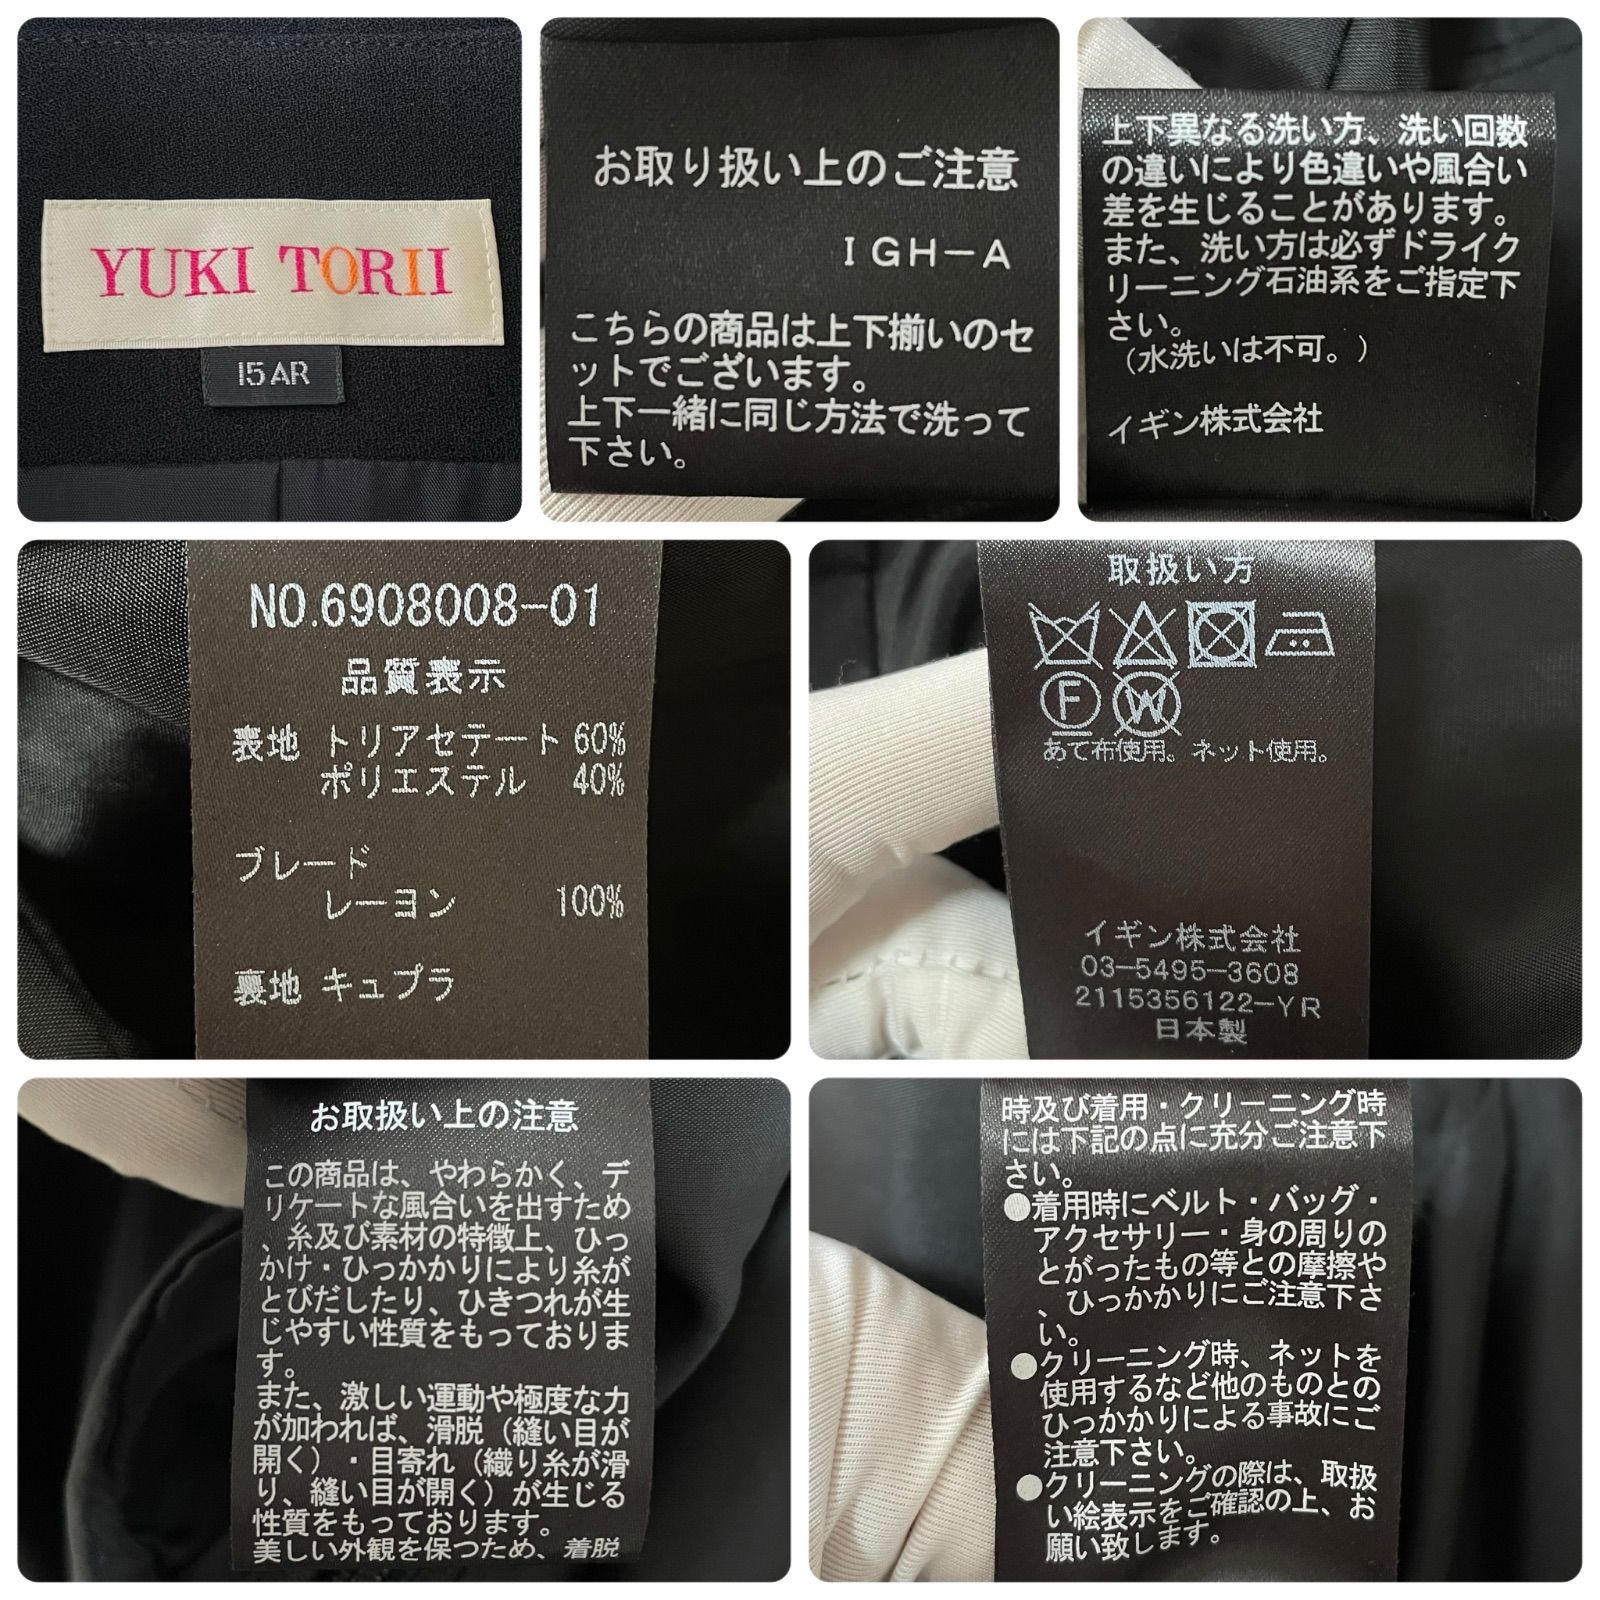 YUKI TORII
15AR
お取り扱い上のご注意
IGH-A
こちらの商品は上下揃いのセ
ットでございます。
上下一緒に同じ方法で洗って
下さい。
上下異なる洗い方、洗い回数
の違いにより色違いや風合い
差を生じることがあります。
また、洗い方は必ずドライク
リーニング石油系をご指定下
さい。
（水洗いは不可。）
イギン株式会社
NO.6908008-01
品質表示
表地 トリアセテート 60%
ポリエステル 40%
ブレード
レーヨン 100%
裏地 キュプラ
取扱い方
F W
あて布使用。ネット使用。
イギン株式会社
03-5495-3608
2115356122-YR
日本製
お取扱い上の注意
この商品は、やわらかく、デ
リケートな風合いを出すため
、糸及び素材の特徴上、ひっ
かけ・ひっかかりにより糸が
とびだしたり、ひきつれが生
じやすい性質をもっておりま
す。
また、激しい運動や極度な力
が加われば、滑脱（縫い目が
開く）・目寄れ（織り糸が滑
り、縫い目が開く）が生じる
性質をもっております。
美しい外観を保つため、着脱
時及び着用・クリーニング時
には下記の点に充分ご注意下
さい。
●着用時にベルト・バッグ・
アクセサリー・身の周りの
とがったもの等との摩擦や
、ひっかかりにご注意下さ
い。
●クリーニング時、ネットを
使用するなど他のものとの
ひっかかりによる事故にご
注意下さい。
●クリーニングの際は、取扱
い絵表示をご確認の上、お
願い致します。